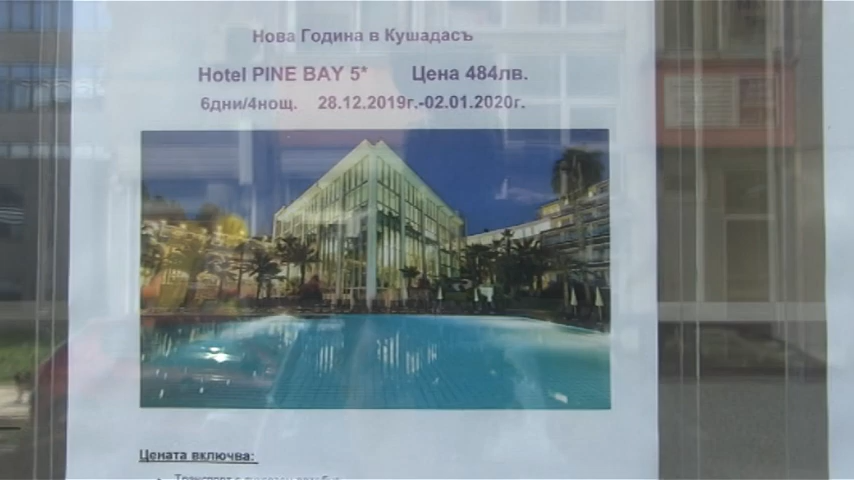 Нова Година в Кушадасъ
Hotel PINE BAY 5* Цена 484лв.
6дни/4нощ. 28.12.2019г.-02.01.2020г.
Цената включва: